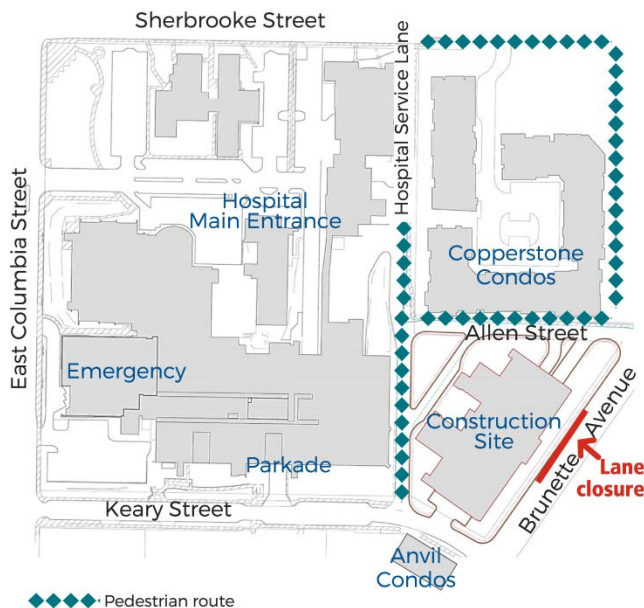 Sherbrooke Street
Hospital Service Lane
East Columbia Street
Hospital
Main Entrance
Copperstone
Condos
Allen Street
Emergency
Construction
Site
Brunette Avenue
Lane
closure
Parkade
Keary Street
Anvil
Condos
Pedestrian route